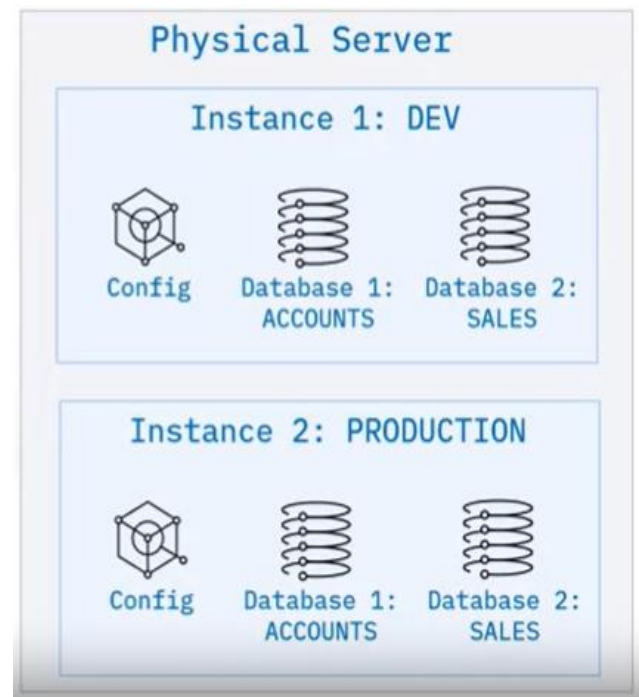 Physical Server
Instance 1: DEV
Config
Database 1:
ACCOUNTS
Database 2:
SALES
Instance 2: PRODUCTION
Config
Database 1:
ACCOUNTS
Database 2:
SALES